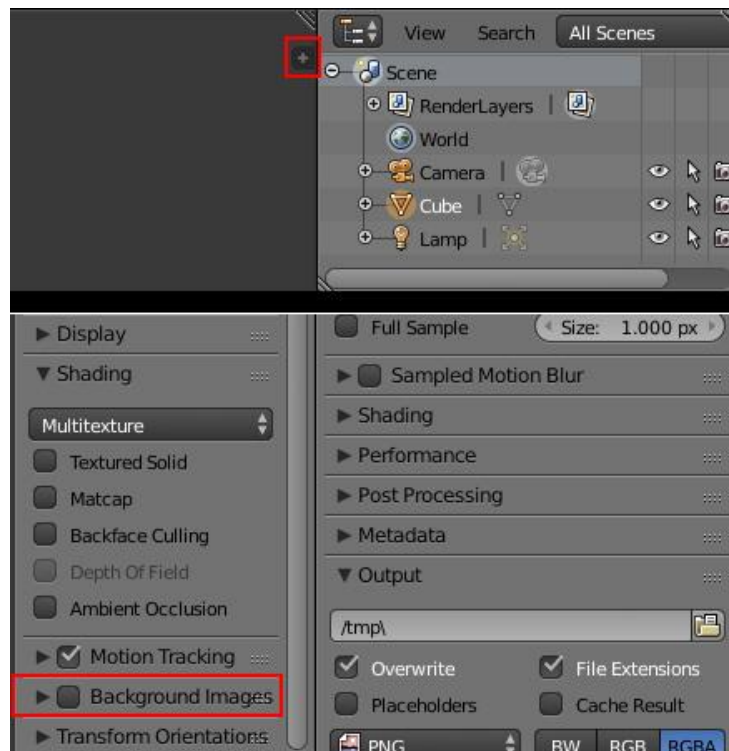 View Search All Scenes
Scene
RenderLayers
World
Camera
Cube
Lamp
Display
Shading
Multitexture
Textured Solid
Matcap
Backface Culling
Depth Of Field
Ambient Occlusion
Motion Tracking
Background Images
Transform Orientations
Full Sample Size: 1.000 px
Sampled Motion Blur
Shading
Performance
Post Processing
Metadata
Output
/tmp\
Overwrite File Extensions
Placeholders Cache Result
PNG BW RGB RGBA